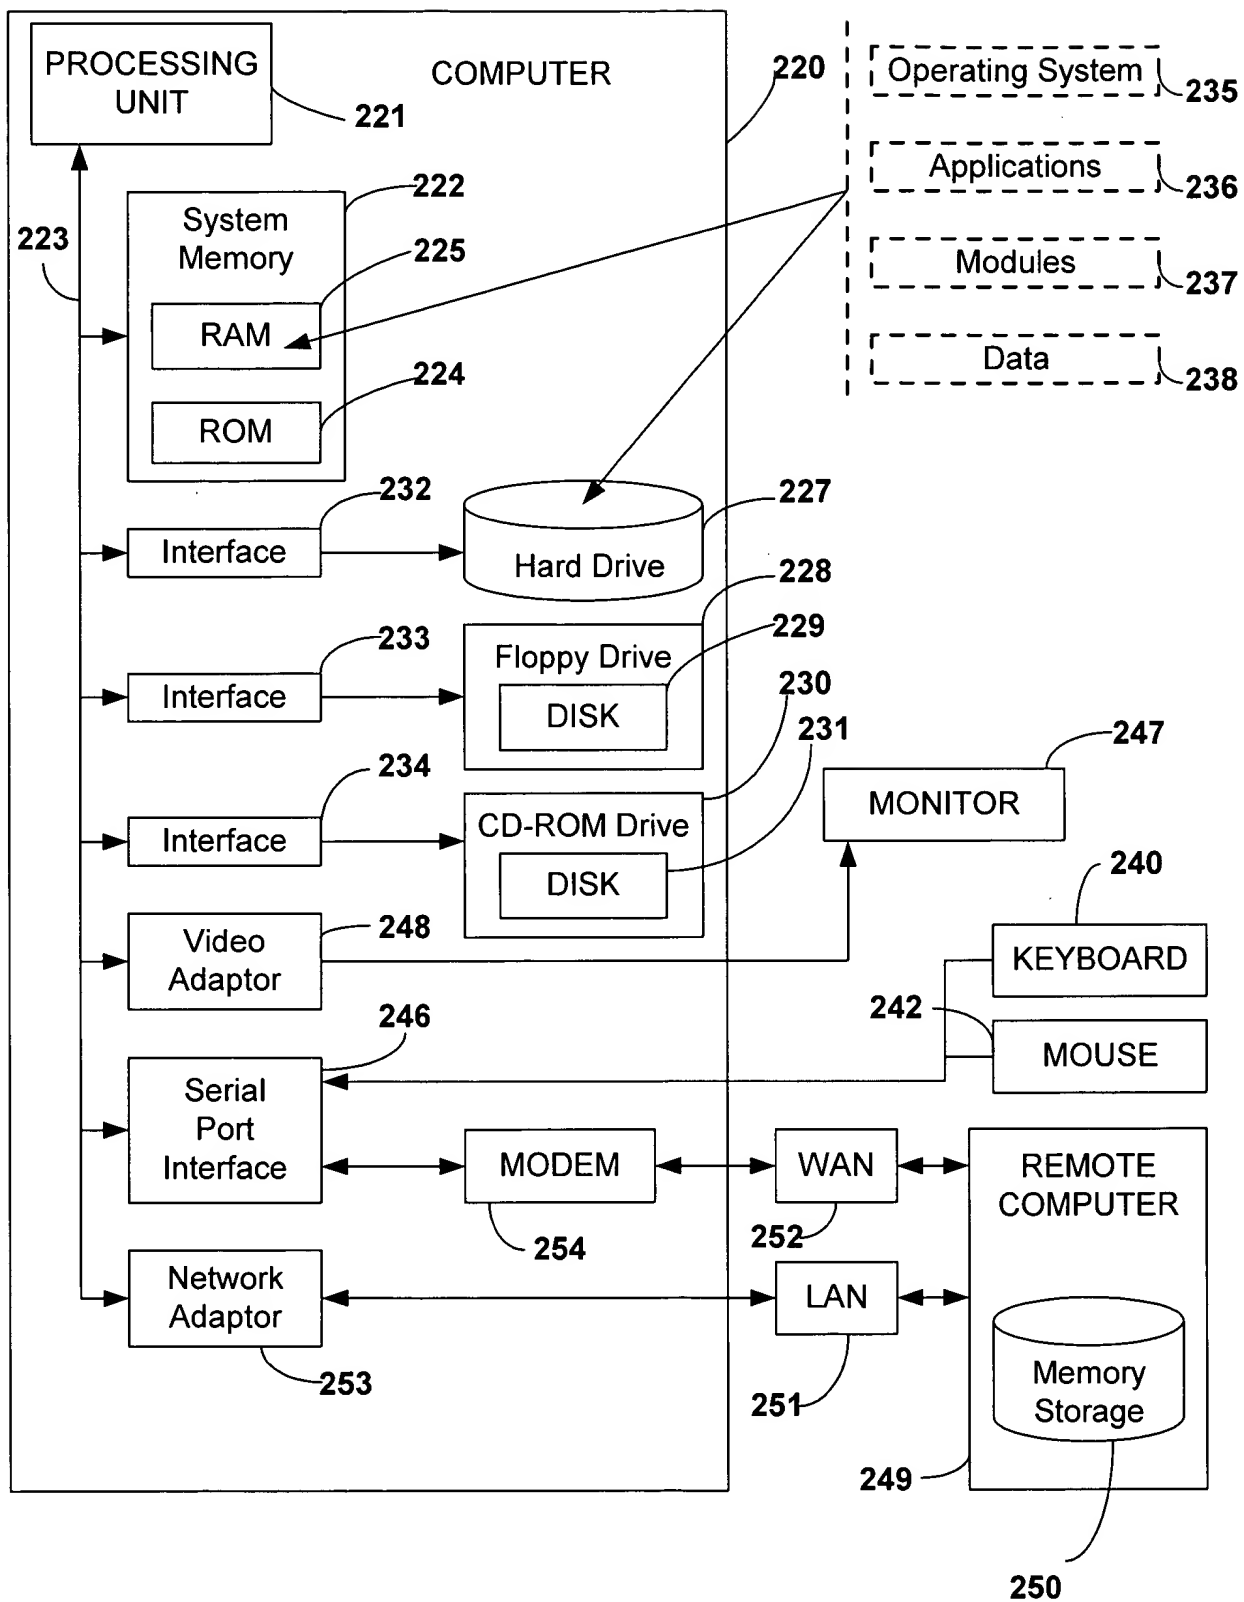 PROCESSING
UNIT
221
COMPUTER
220
Operating System
235
Applications
236
Modules
237
Data
238
223
System
Memory
222
225
RAM
224
ROM
232
Interface
227
Hard Drive
228
233
Interface
229
Floppy Drive
DISK
230
231
234
Interface
CD-ROM Drive
DISK
247
MONITOR
248
Video
Adaptor
240
KEYBOARD
242
MOUSE
246
Serial
Port
Interface
MODEM
254
WAN
252
REMOTE
COMPUTER
Network
Adaptor
253
LAN
251
Memory
Storage
249
250